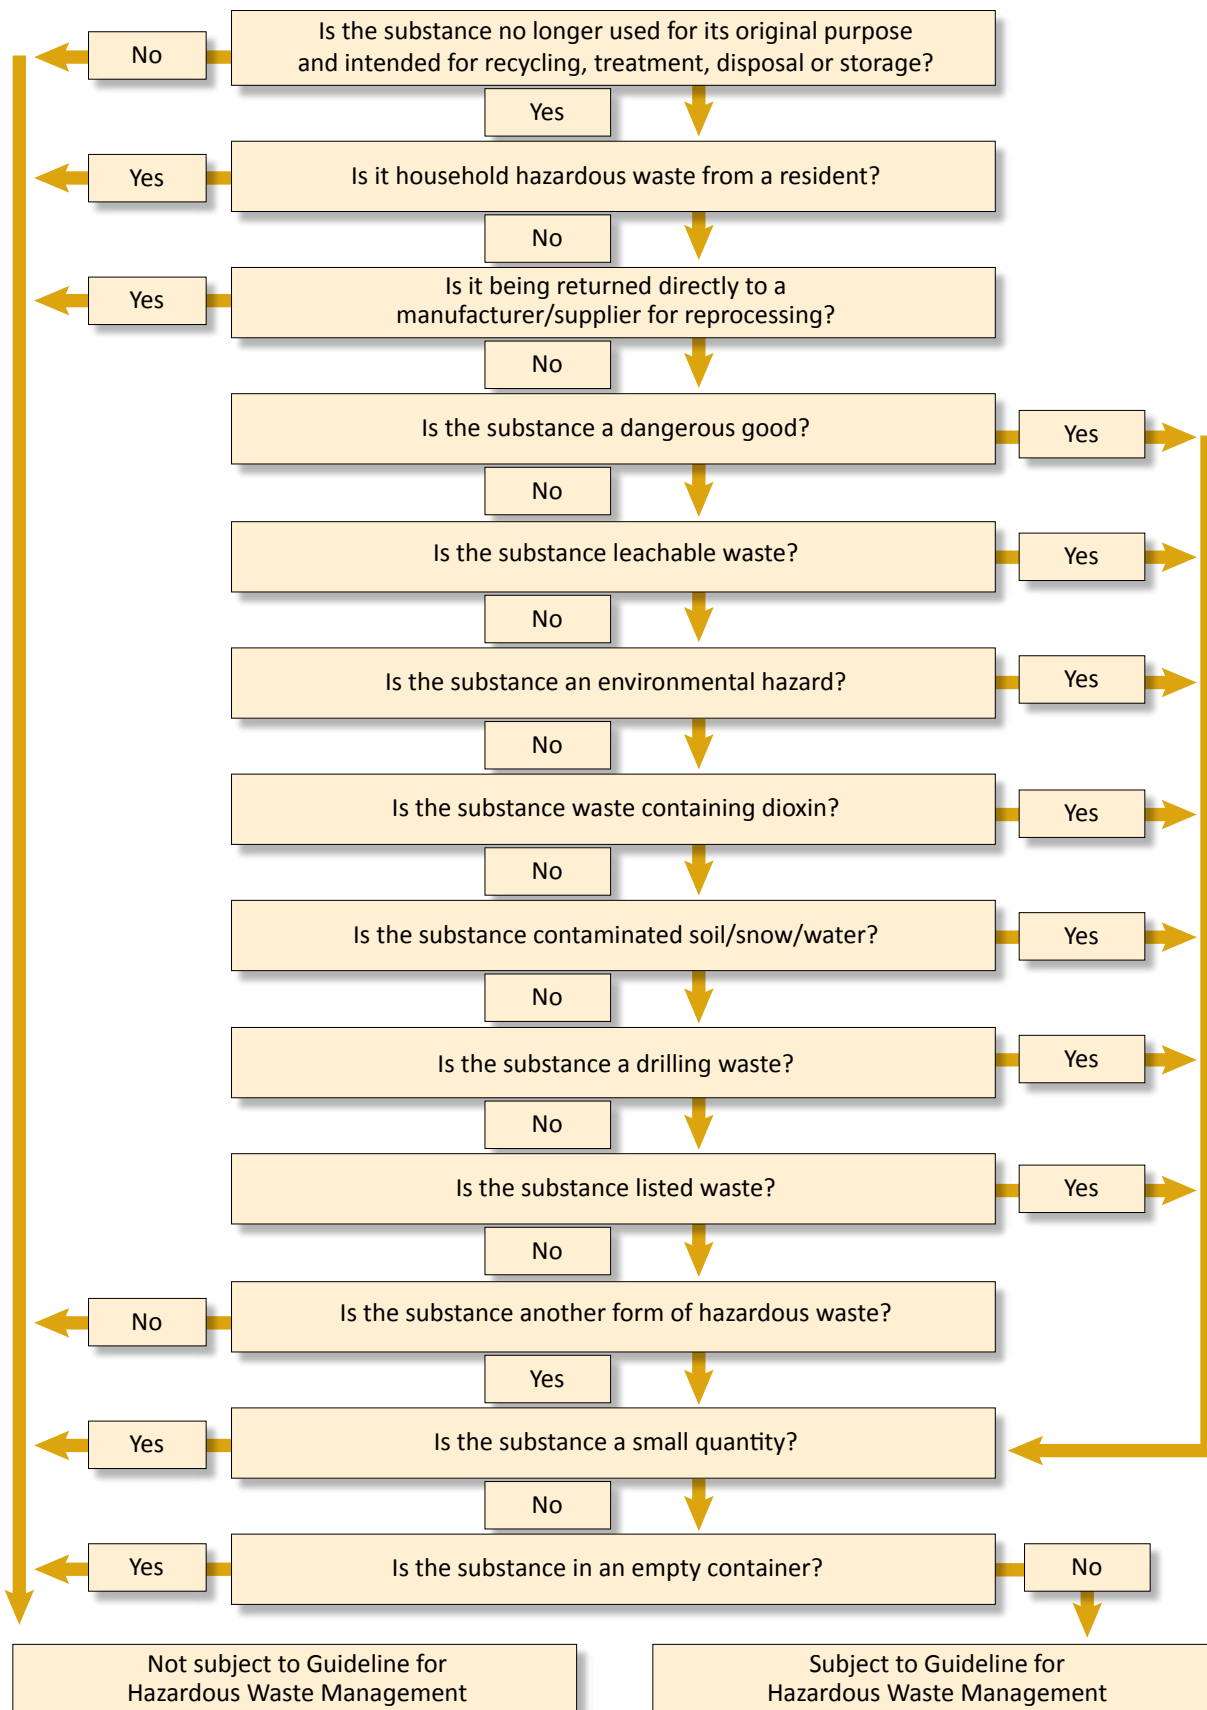 Is the substance no longer used for its original purpose
and intended for recycling, treatment, disposal or storage?
No
Yes
Is it household hazardous waste from a resident?
Yes
No
Is it being returned directly to a
manufacturer/supplier for reprocessing?
Yes
No
Is the substance a dangerous good?
Yes
No
Is the substance leachable waste?
Yes
No
Is the substance an environmental hazard?
Yes
No
Is the substance waste containing dioxin?
Yes
No
Is the substance contaminated soil/snow/water?
Yes
No
Is the substance a drilling waste?
Yes
No
Is the substance listed waste?
Yes
No
Is the substance another form of hazardous waste?
No
Yes
Is the substance a small quantity?
Yes
No
Is the substance in an empty container?
Yes
No
Not subject to Guideline for
Hazardous Waste Management
Subject to Guideline for
Hazardous Waste Management